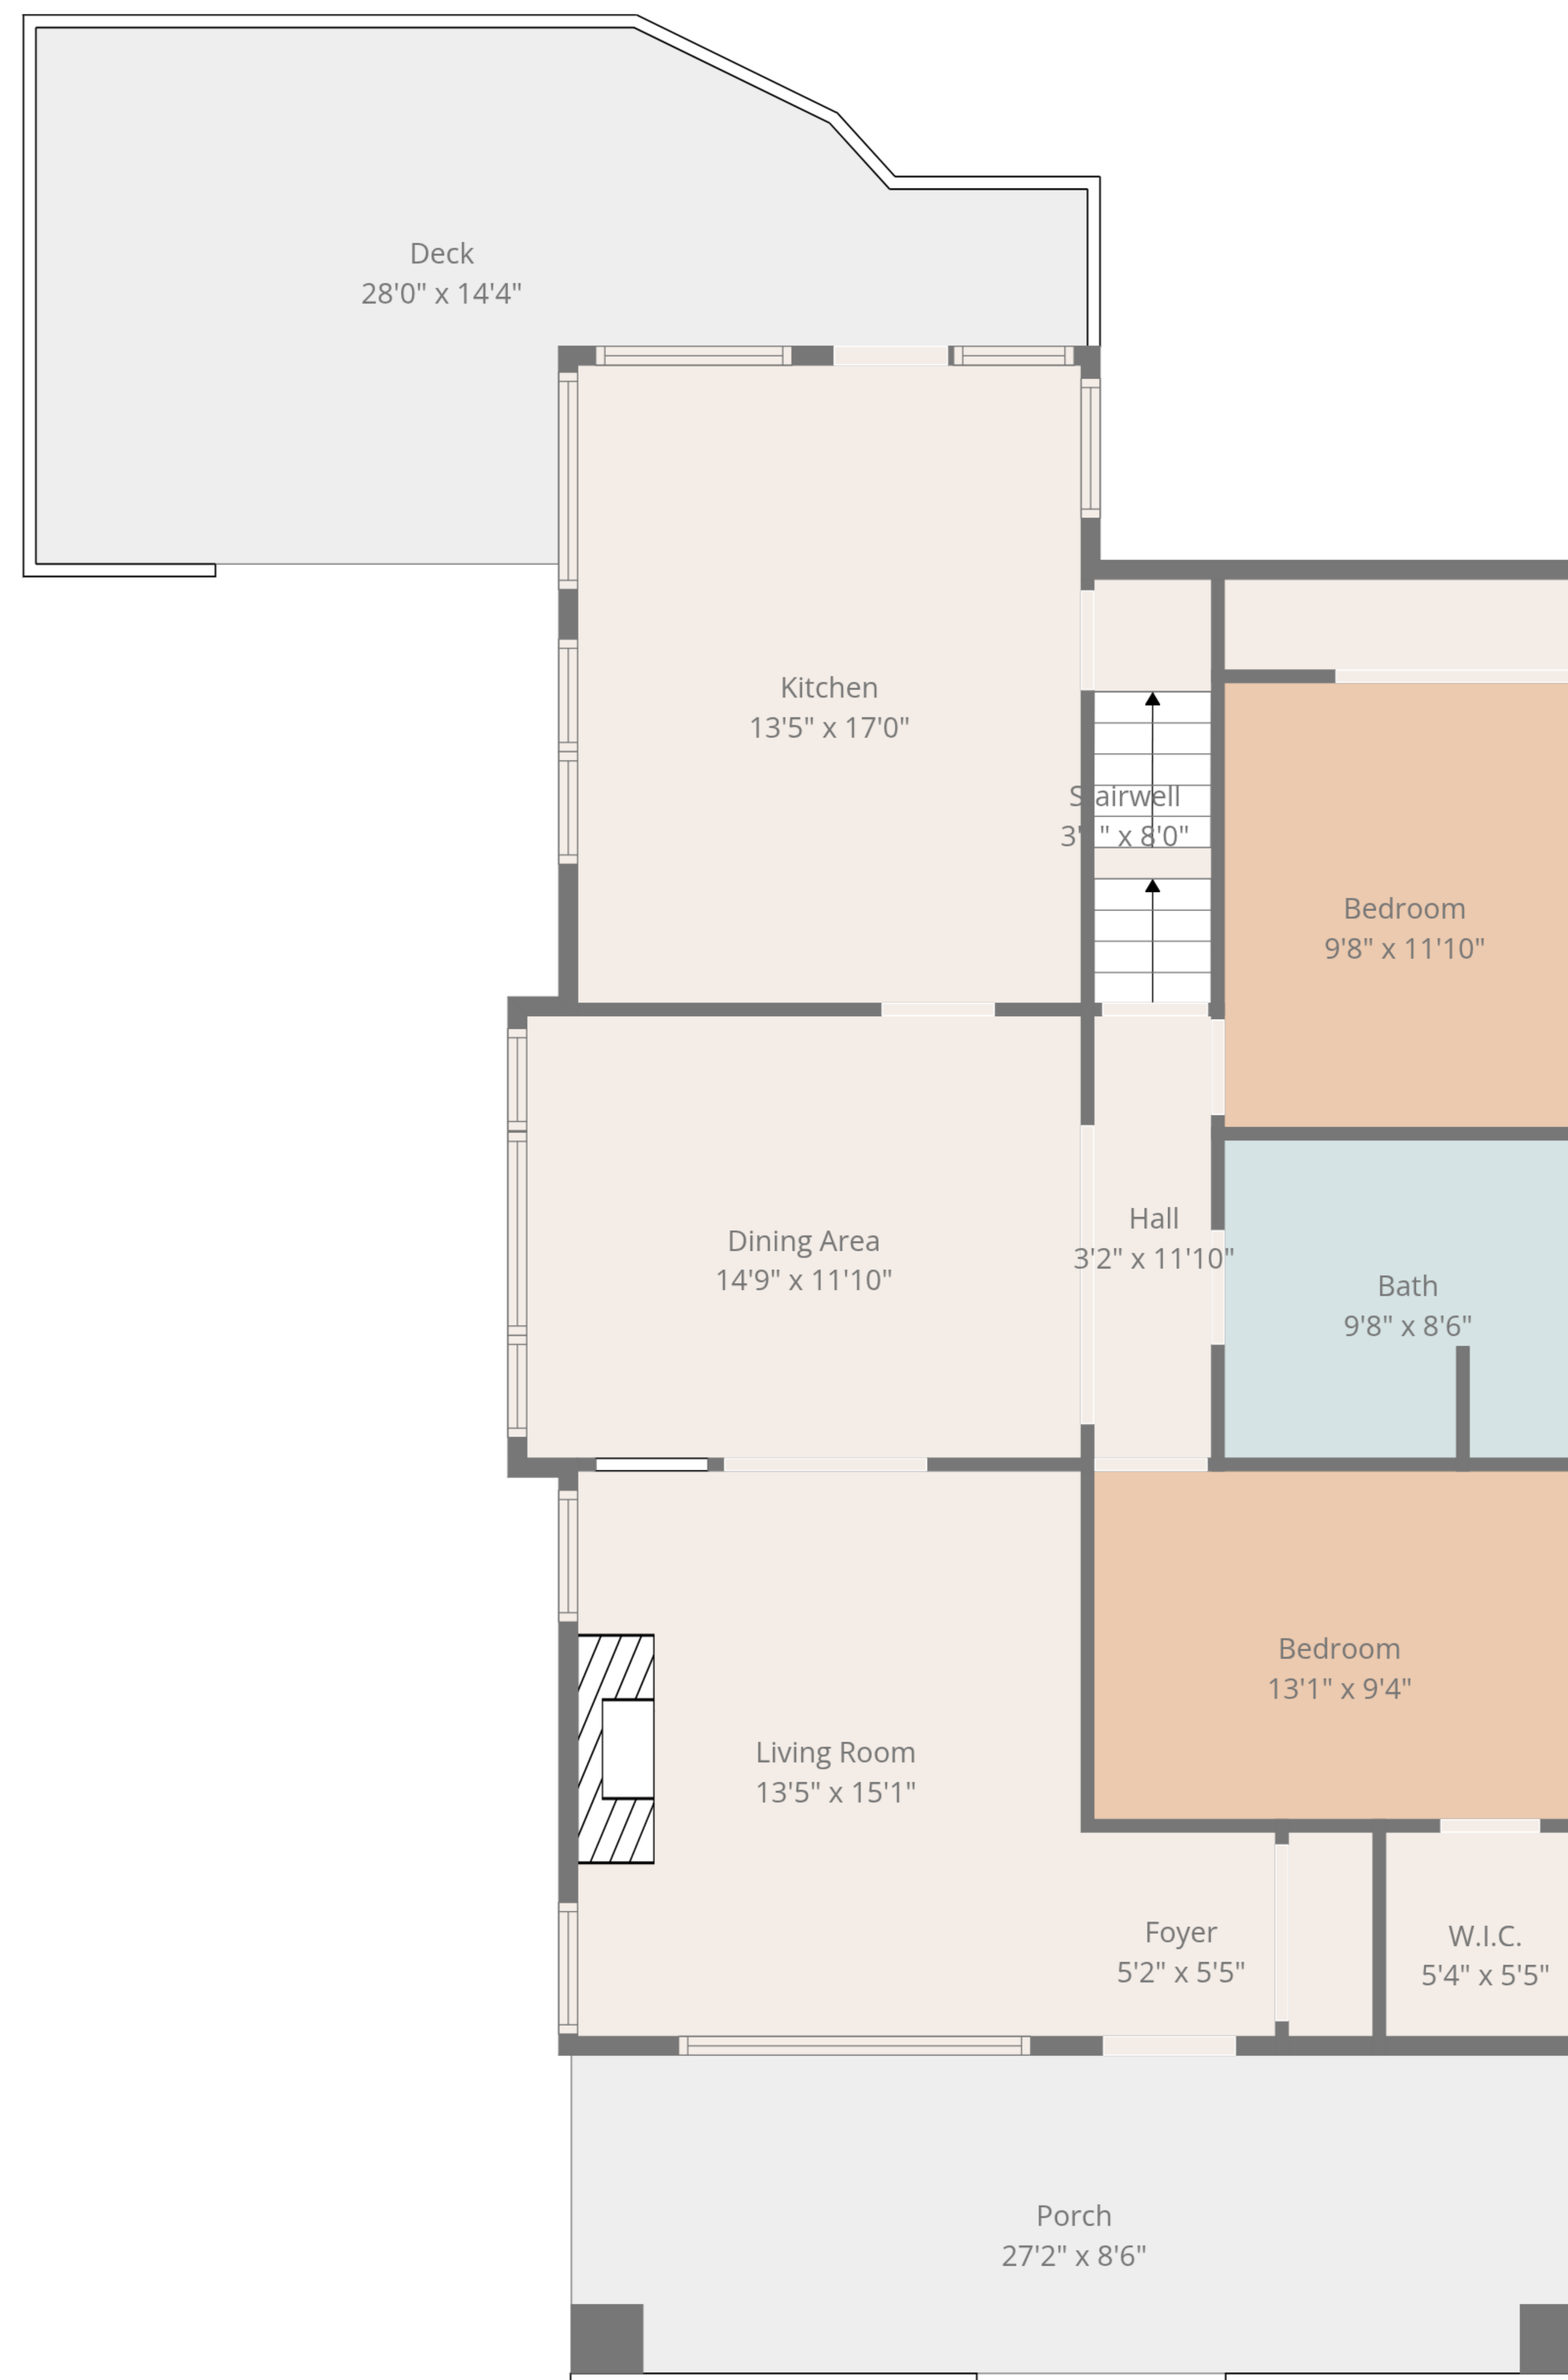 Deck
28'0" x 14'4"
Kitchen
13'5" x 17'0"
Stairwell
x 8'0"
Bedroom
9'8" x 11'10"
Dining Area
14'9" x 11'10"
Hall
3'2" x 11'10"
Bath
9'8" x 8'6"
Bedroom
13'1" x 9'4"
Living Room
13'5" x 15'1"
Foyer
5'2" x 5'5"
W.I.C.
5'4" x 5'5"
Porch
27'2" x 8'6"